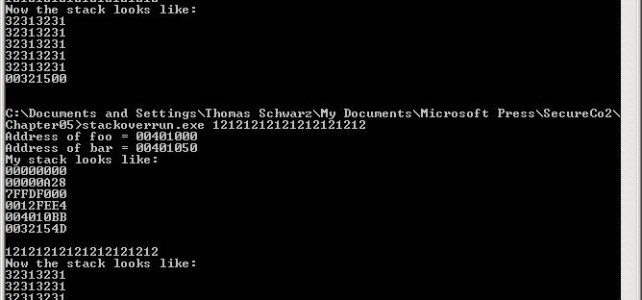 Now the stack looks like:
32313231
32313231
32313231
32313231
32313231
00321500
C:\Documents and Settings\Thomas Schwarz\My Documents\Microsoft Press\SecureCo2\
Chapter05>stackoverrun.exe 12121212121212121212
Address of foo = 00401000
Address of bar = 00401050
My stack looks like:
00000000
00000A28
7FFDF000
0012FEE4
004010BB
0032154D
12121212121212121212
Now the stack looks like:
32313231
32313231
32313231